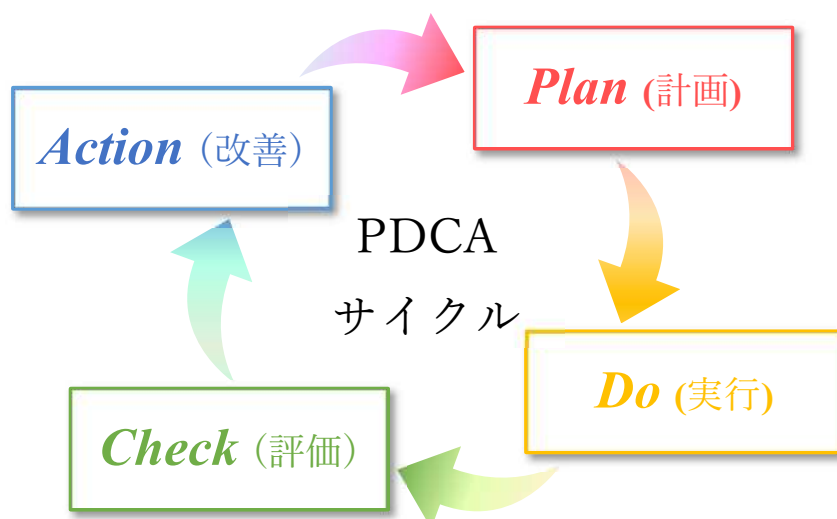 Plan (計画)
Action（改善）
PDCA
サイクル
Do (実行)
Check（評価）